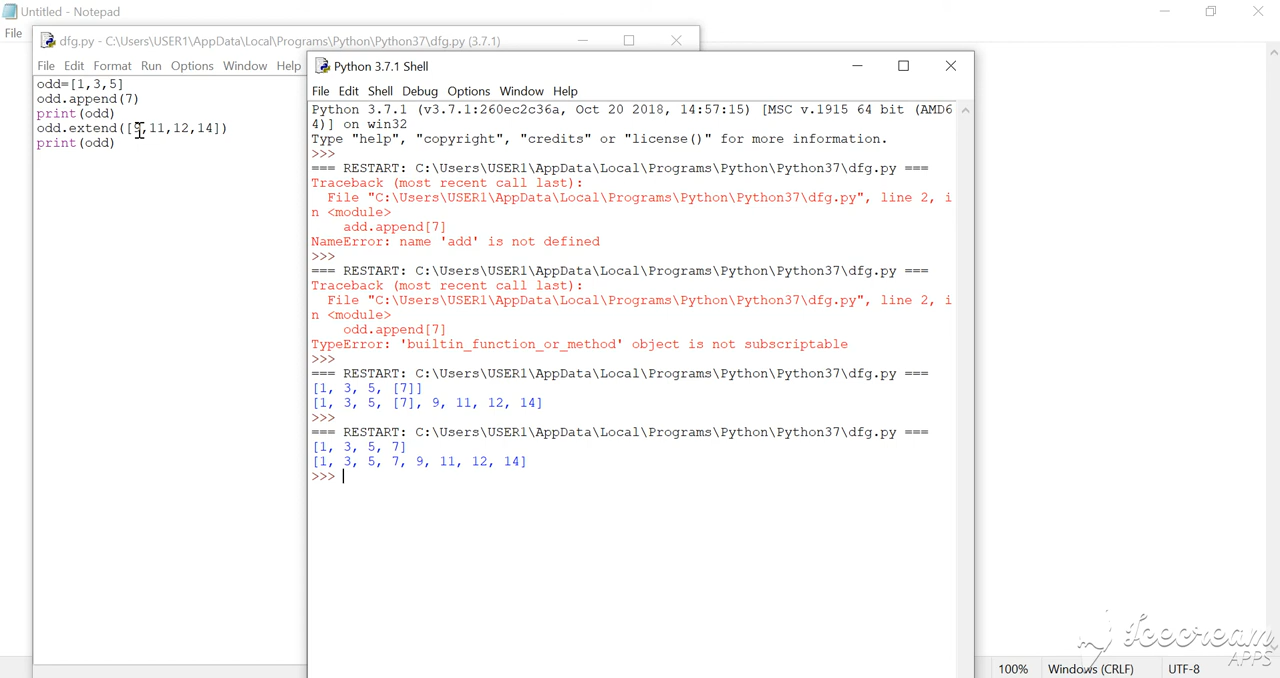 Untitled - Notepad
File
dfg.py - C:\Users\USER1\AppData\Local\Programs\Python\Python37\dfg.py (3.7.1)
File Edit Format Run Options Window Help
odd=[1,3,5]
odd.append(7)
print(odd)
odd.extend([9,11,12,14])
print(odd)
Python 3.7.1 Shell
File Edit Shell Debug Options Window Help
Python 3.7.1 (v3.7.1:260ec2c36a, Oct 20 2018, 14:57:15) [MSC v.1915 64 bit (AMD6
4)] on win32
Type "help", "copyright", "credits" or "license()" for more information.
>>>
=== RESTART: C:\Users\USER1\AppData\Local\Programs\Python\Python37\dfg.py ===
Traceback (most recent call last):
File "C:\Users\USER1\AppData\Local\Programs\Python\Python37\dfg.py", line 2, i
n <module>
add.append[7]
NameError: name 'add' is not defined
>>>
=== RESTART: C:\Users\USER1\AppData\Local\Programs\Python\Python37\dfg.py ===
Traceback (most recent call last):
File "C:\Users\USER1\AppData\Local\Programs\Python\Python37\dfg.py", line 2, i
n <module>
odd.append[7]
TypeError: 'builtin_function_or_method' object is not subscriptable
>>>
=== RESTART: C:\Users\USER1\AppData\Local\Programs\Python\Python37\dfg.py ===
[1, 3, 5, [7]]
[1, 3, 5, [7], 9, 11, 12, 14]
>>>
=== RESTART: C:\Users\USER1\AppData\Local\Programs\Python\Python37\dfg.py ===
[1, 3, 5, 7]
[1, 3, 5, 7, 9, 11, 12, 14]
>>>
Icecream
APPS
100% Windows (CRLF) UTF-8